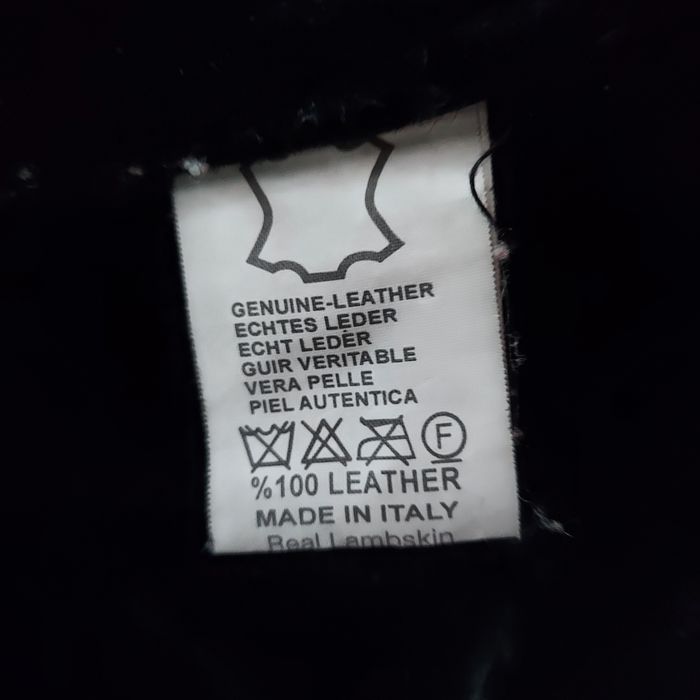 GENUINE-LEATHER
ECHTES LEDER
ECHT LEDER
GUIR VERITABLE
VERA PELLE
PIEL AUTENTICA
F
%100 LEATHER
MADE IN ITALY
Real Lambskin